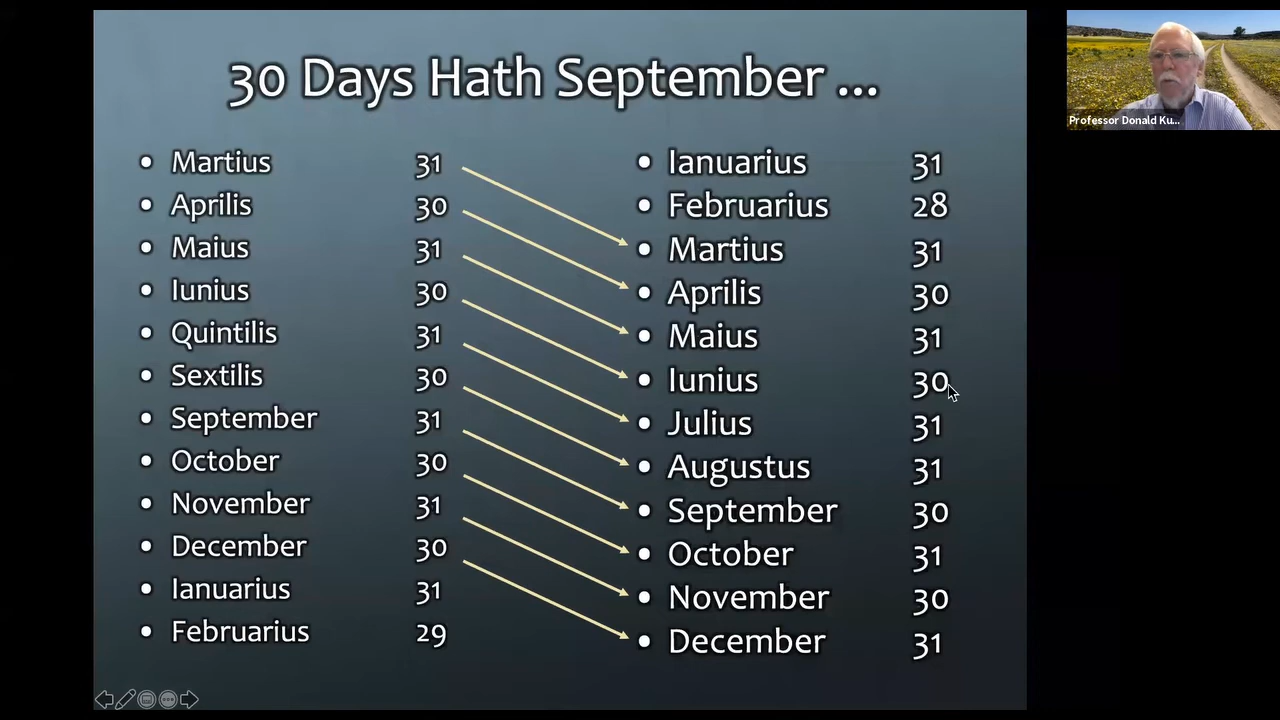 30 Days Hath September ...
Martius 31
Aprilis 30
Maius 31
Iunius 30
Quintilis 31
Sextilis 30
September 31
October 30
November 31
December 30
Ianuarius 31
Februarius 29
Ianuarius 31
Februarius 28
Martius 31
Aprilis 30
Maius 31
Iunius 30
Julius 31
Augustus 31
September 30
October 31
November 30
December 31
Professor Donald Ku...